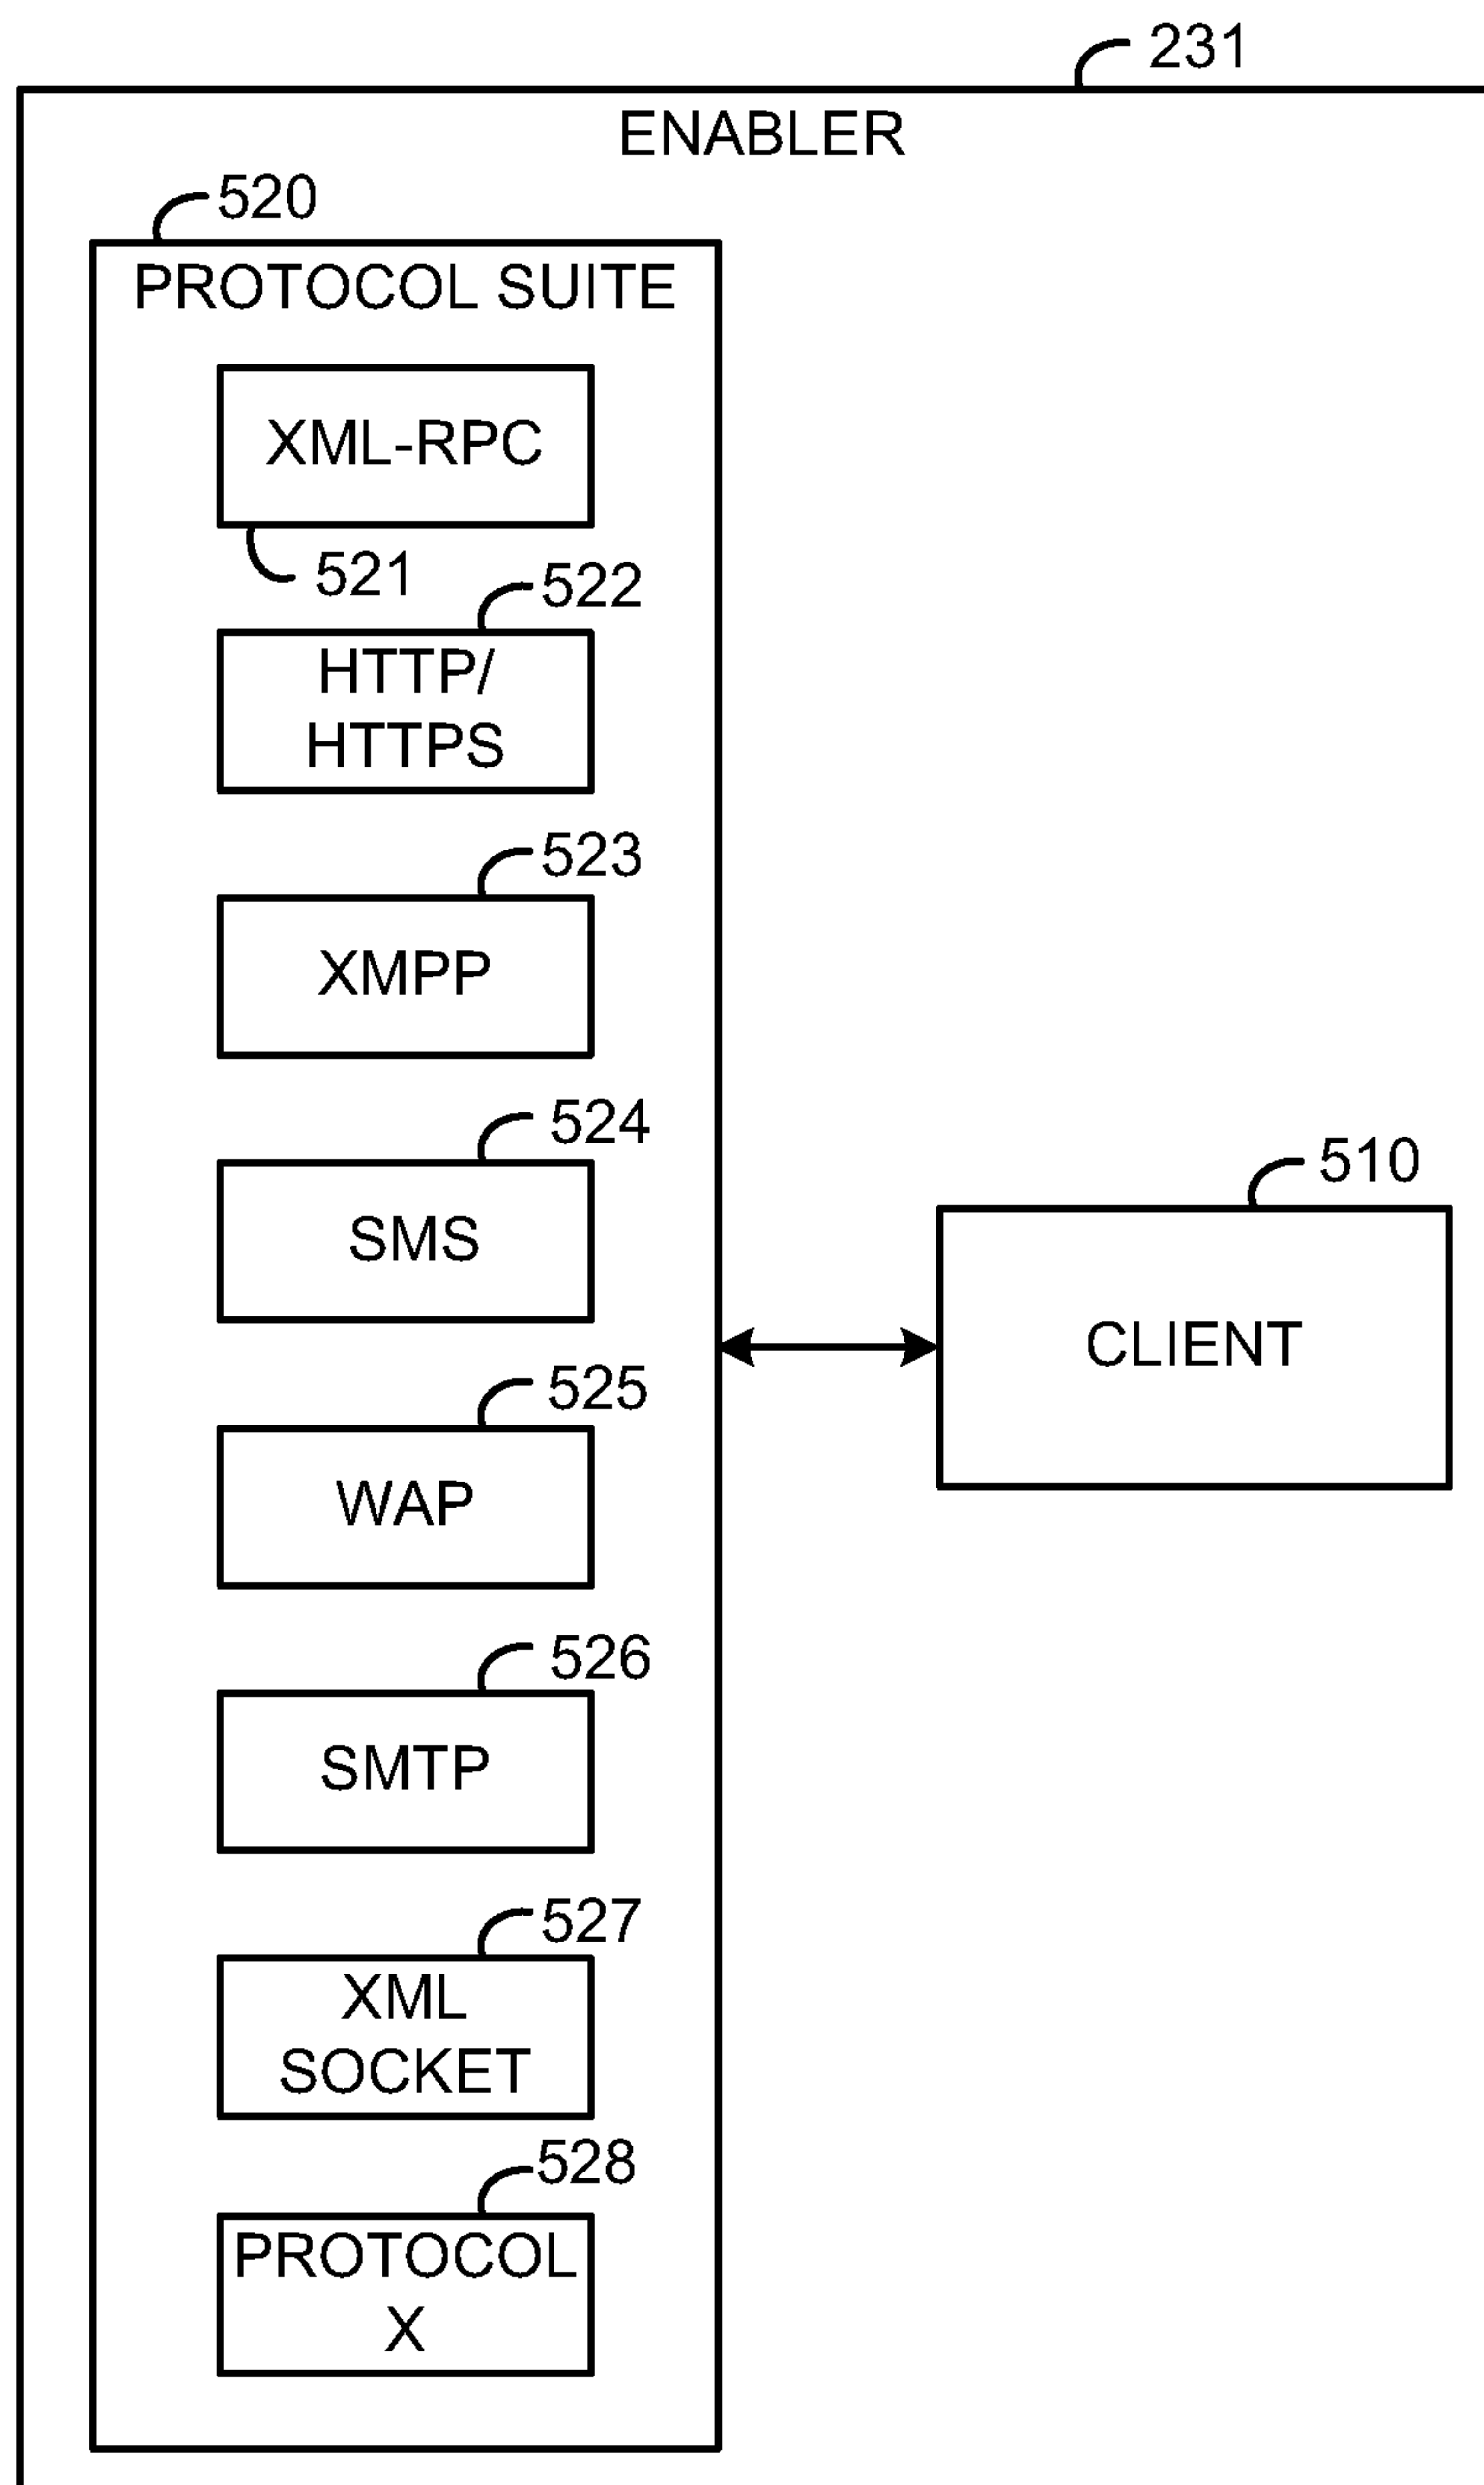 231
ENABLER
520
PROTOCOL SUITE
XML-RPC
521
522
HTTP/
HTTPS
523
XMPP
524
SMS
525
WAP
526
SMTP
527
XML
SOCKET
528
PROTOCOL
X
510
CLIENT